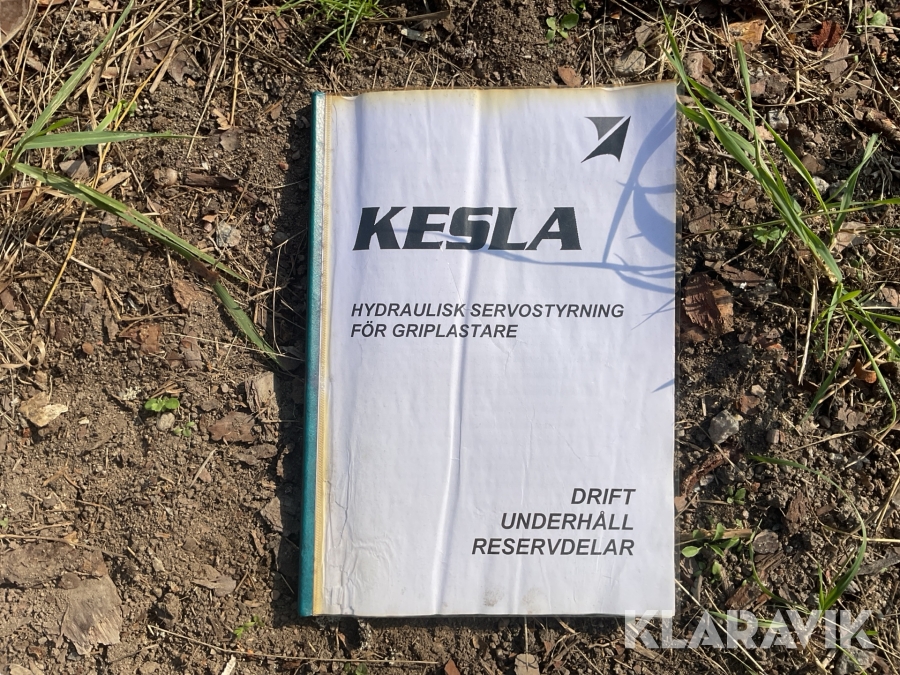 KESLA
HYDRAULISK SERVOSTYRNING
FÖR GRIPLASTARE
DRIFT
UNDERHÅLL
RESERVDELAR
KLARAVIK